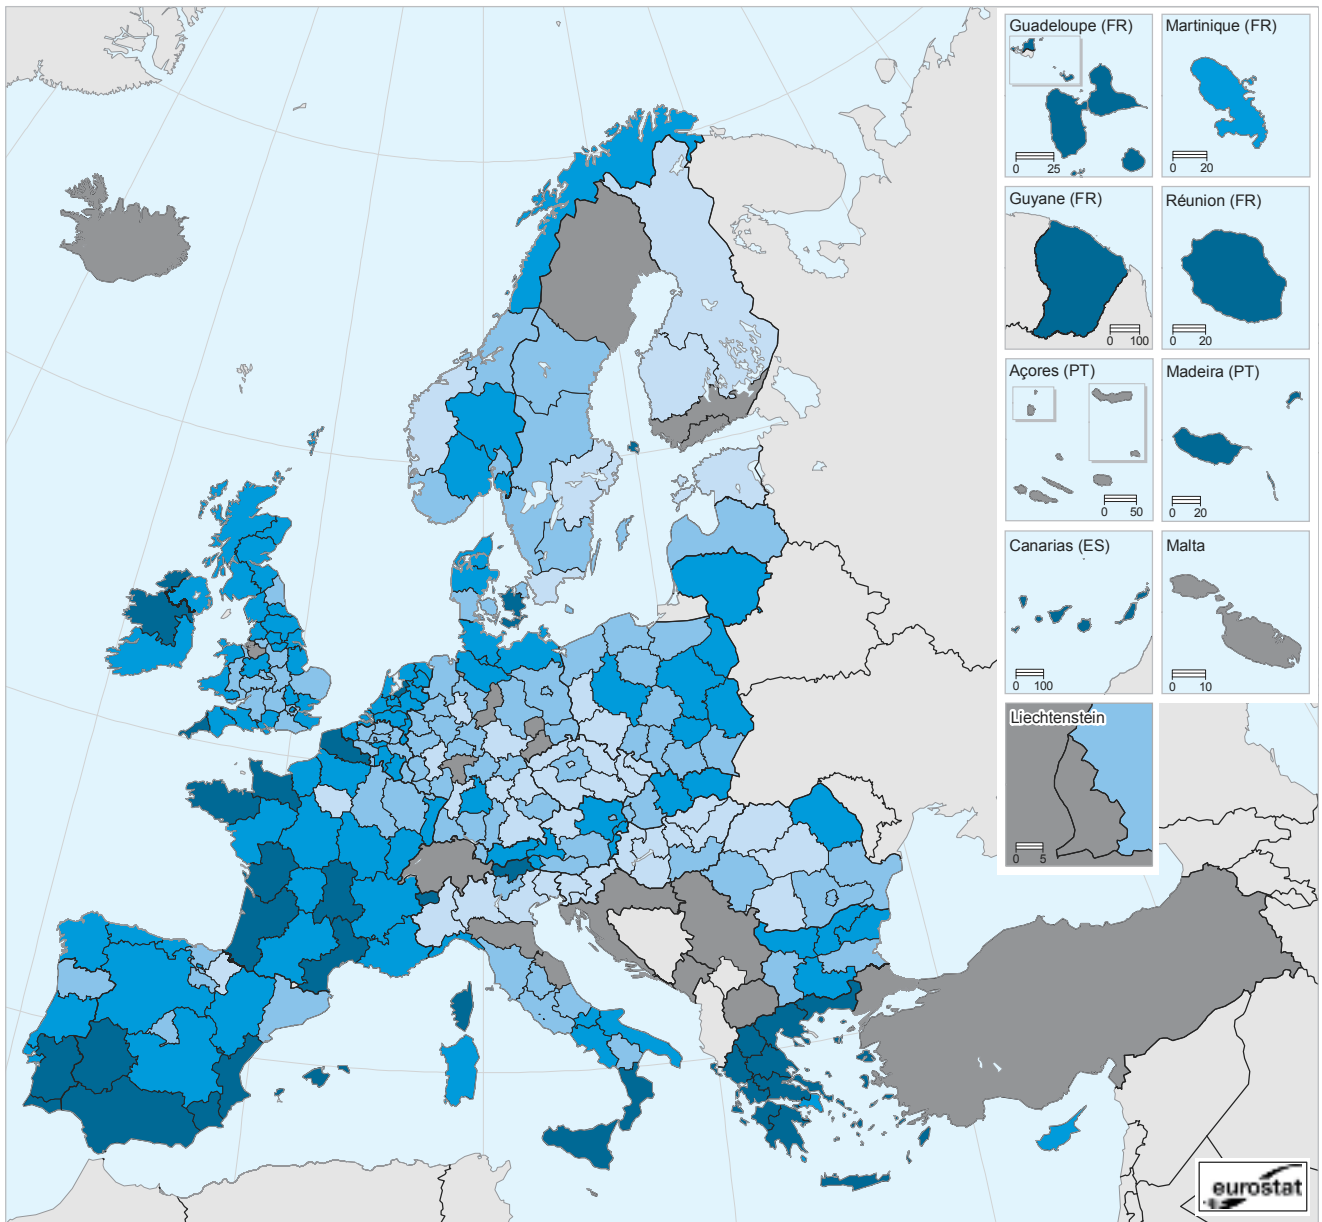 Guadeloupe (FR)
0 25
Martinique (FR)
0 20
Guyane (FR)
0 100
Réunion (FR)
0 20
Açores (PT)
0 50
Madeira (PT)
0 20
Canarias (ES)
0 100
Malta
0 10
Liechtenstein
0 5
eurostat